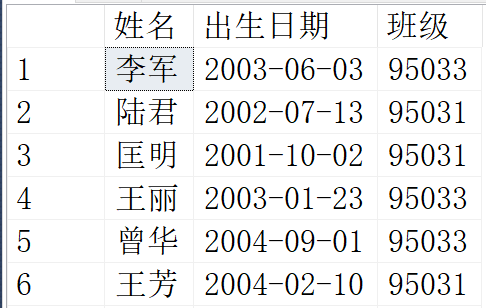 姓名 出生日期 班级
1 李军 2003-06-03 95033
2 陆君 2002-07-13 95031
3 匡明 2001-10-02 95031
4 王丽 2003-01-23 95033
5 曾华 2004-09-01 95033
6 王芳 2004-02-10 95031